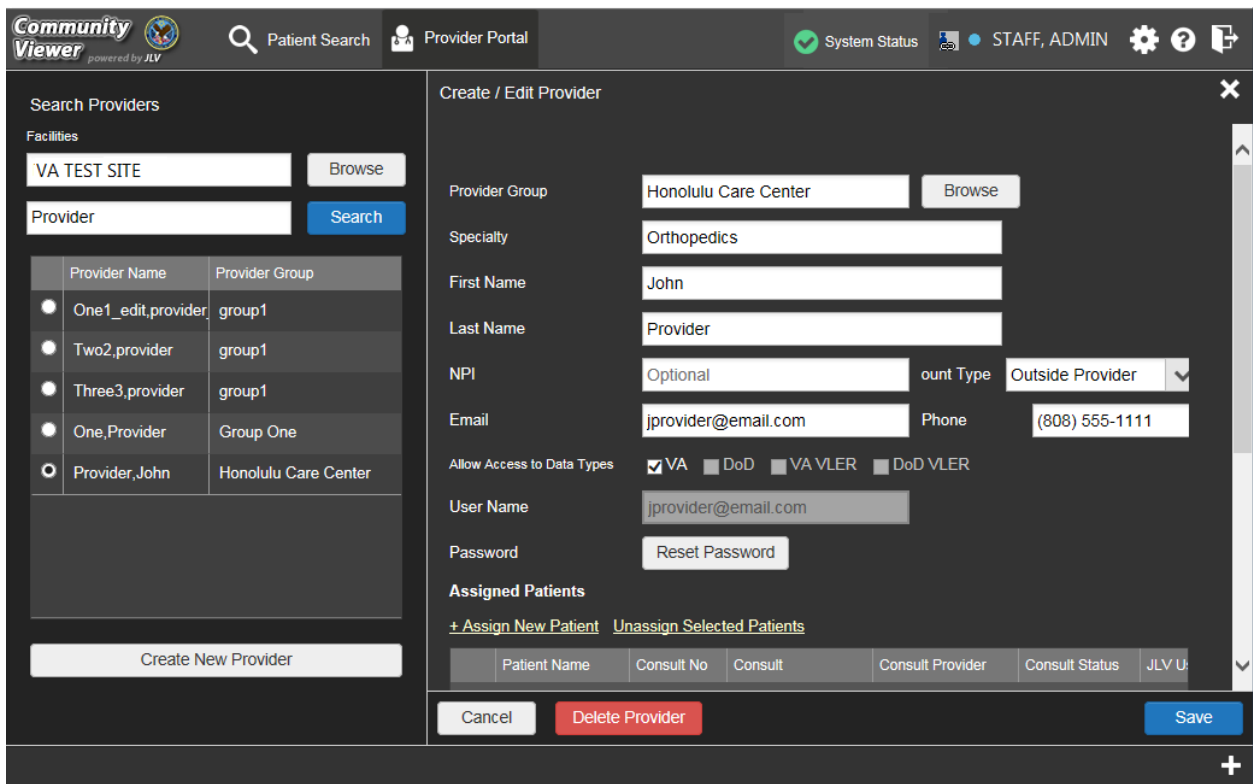 Community
Viewer powered by JLV
Patient Search
Provider Portal
System Status
STAFF, ADMIN
Search Providers
Facilities
VA TEST SITE
Browse
Provider
Search
Provider Name Provider Group
One1_edit,provider_ group1
Two2,provider group1
Three3,provider group1
One,Provider Group One
Provider,John Honolulu Care Center
Create New Provider
Create / Edit Provider
Provider Group Honolulu Care Center Browse
Specialty Orthopedics
First Name John
Last Name Provider
NPI Optional ount Type Outside Provider
Email jprovider@email.com Phone (808) 555-1111
Allow Access to Data Types VA DoD VA VLER DoD VLER
User Name jprovider@email.com
Password Reset Password
Assigned Patients
+ Assign New Patient Unassign Selected Patients
Patient Name Consult No Consult Consult Provider Consult Status JLV U
Cancel Delete Provider Save